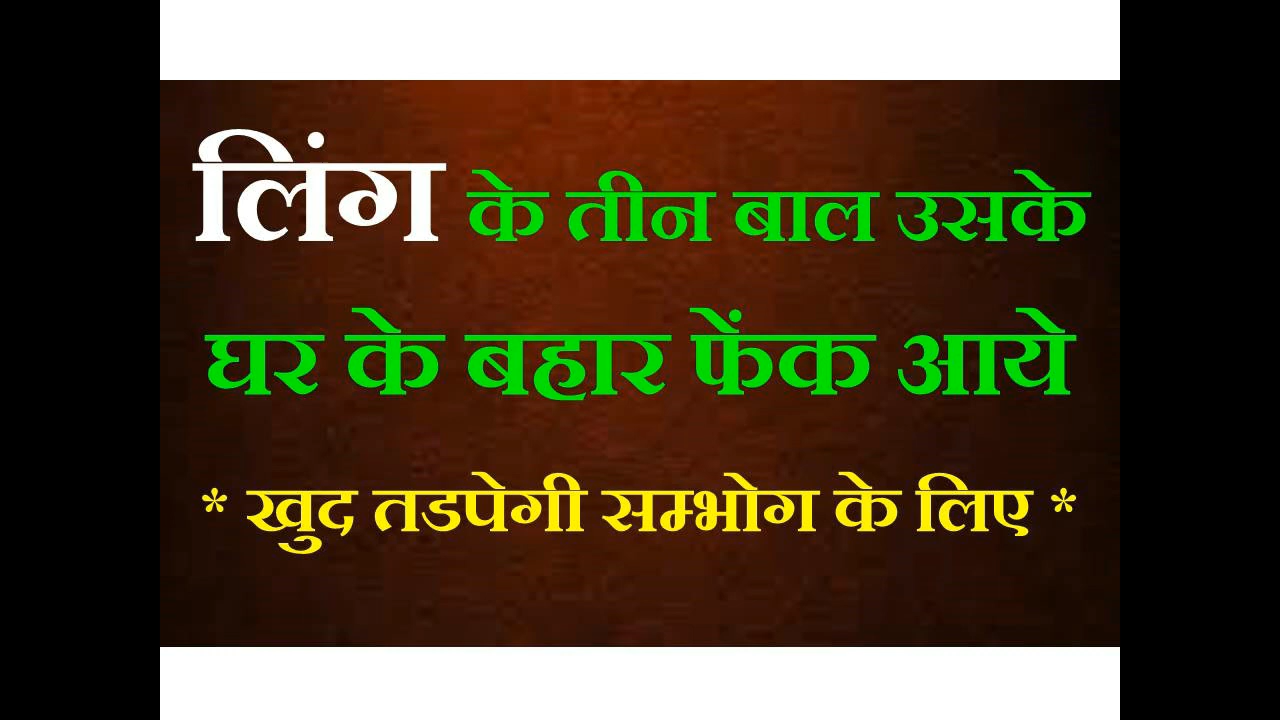 लिंग के तीन बाल उसके
घर के बहार फेंक आये
* खुद तडपेगी सम्भोग के लिए *